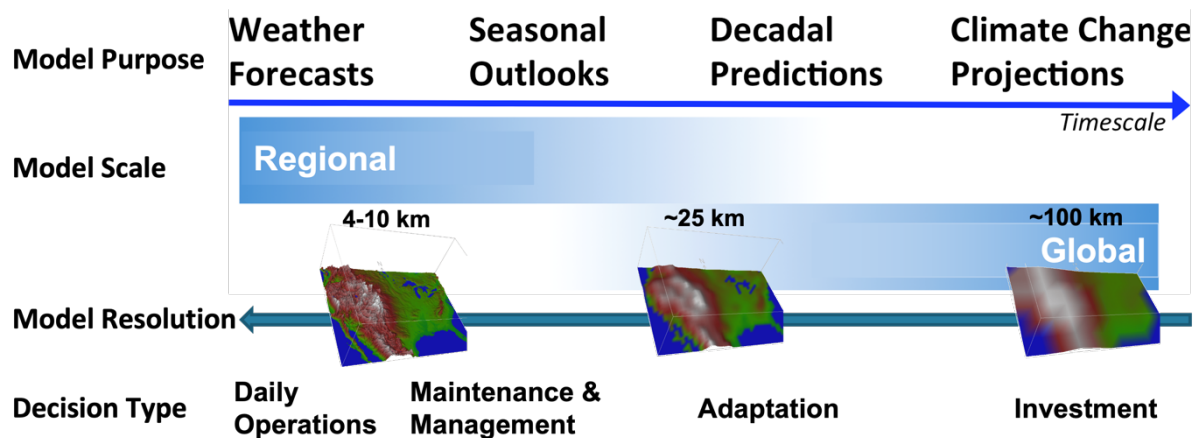 Model Purpose
Weather
Forecasts
Seasonal
Outlooks
Decadal
Predictions
Climate Change
Projections
Timescale
Model Scale
Regional
4-10 km
~25 km
~100 km
Global
Model Resolution
Decision Type
Daily
Operations
Maintenance &
Management
Adaptation
Investment